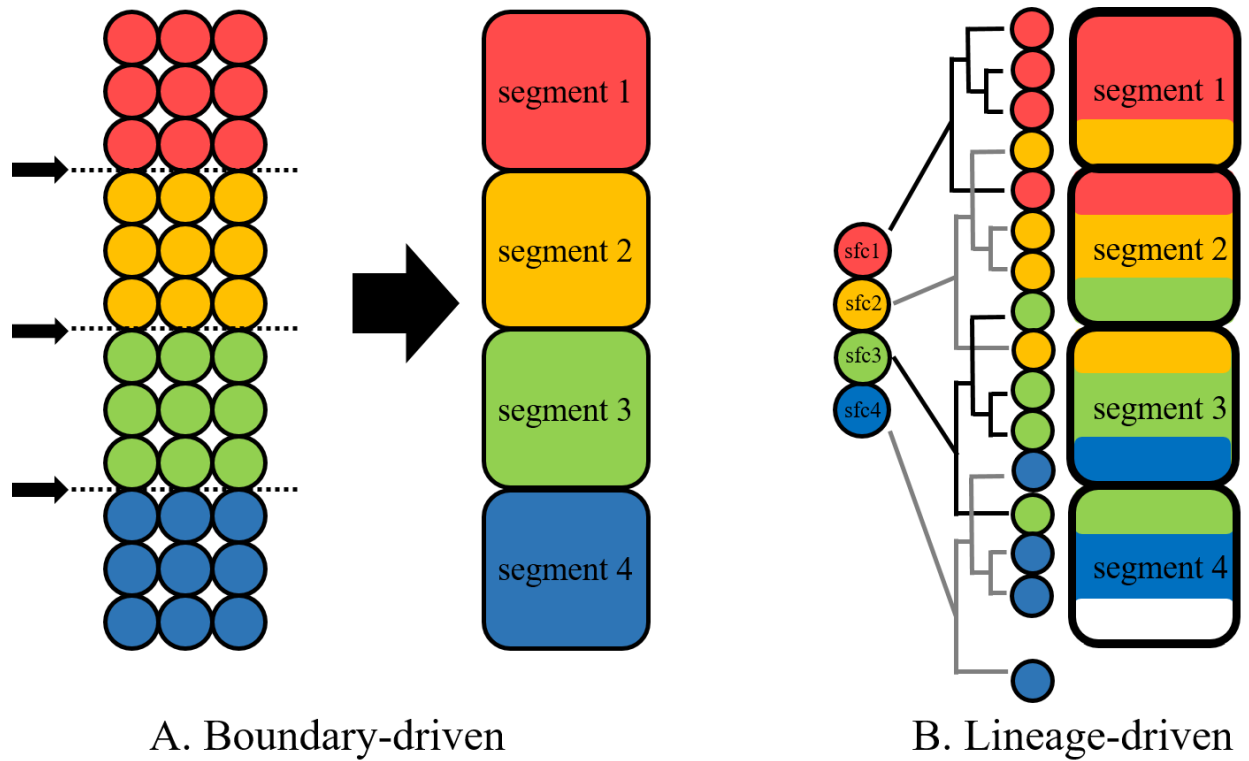 segment 1
segment 2
segment 3
segment 4
A. Boundary-driven
sfc1
sfc2
sfc3
sfc4
segment 1
segment 2
segment 3
segment 4
B. Lineage-driven